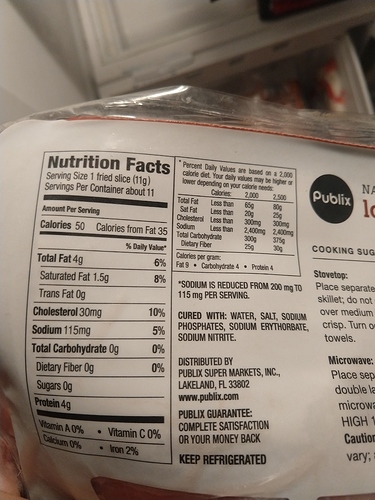 Nutrition Facts
Serving Size 1 fried slice (11g)
Servings Per Container about 11
Amount Per Serving
Calories 50 Calories from Fat 35
% Daily Value*
Total Fat 4g 6%
Saturated Fat 1.5g 8%
Trans Fat 0g
Cholesterol 30mg 10%
Sodium 115mg 5%
Total Carbohydrate 0g 0%
Dietary Fiber 0g 0%
Sugars 0g
Protein 4g
Vitamin A 0% • Vitamin C 0%
Calcium 0% • Iron 2%
*Percent Daily Values are based on a 2,000
calorie diet. Your daily values may be higher or
lower depending on your calorie needs:
Calories: 2,000 2,500
Total Fat Less than 65g 80g
Sat Fat Less than 20g 25g
Cholesterol Less than 300mg 300mg
Sodium Less than 2,400mg 2,400mg
Total Carbohydrate 300g 375g
Dietary Fiber 25g 30g
Calories per gram:
Fat 9 • Carbohydrate 4 • Protein 4
*SODIUM IS REDUCED FROM 200 mg TO
115 mg PER SERVING.
CURED WITH: WATER, SALT, SODIUM
PHOSPHATES, SODIUM ERYTHORBATE,
SODIUM NITRITE.
DISTRIBUTED BY
PUBLIX SUPER MARKETS, INC.,
LAKELAND, FL 33802
www.publix.com
PUBLIX GUARANTEE:
COMPLETE SATISFACTION
OR YOUR MONEY BACK
KEEP REFRIGERATED
Publix
NA
lo
COOKING SUG
Stovetop:
Place separate
skillet; do not
over medium
crisp. Turn o
towels.
Microwave:
Place sep
double la
microwa
HIGH 1
Caution
vary;